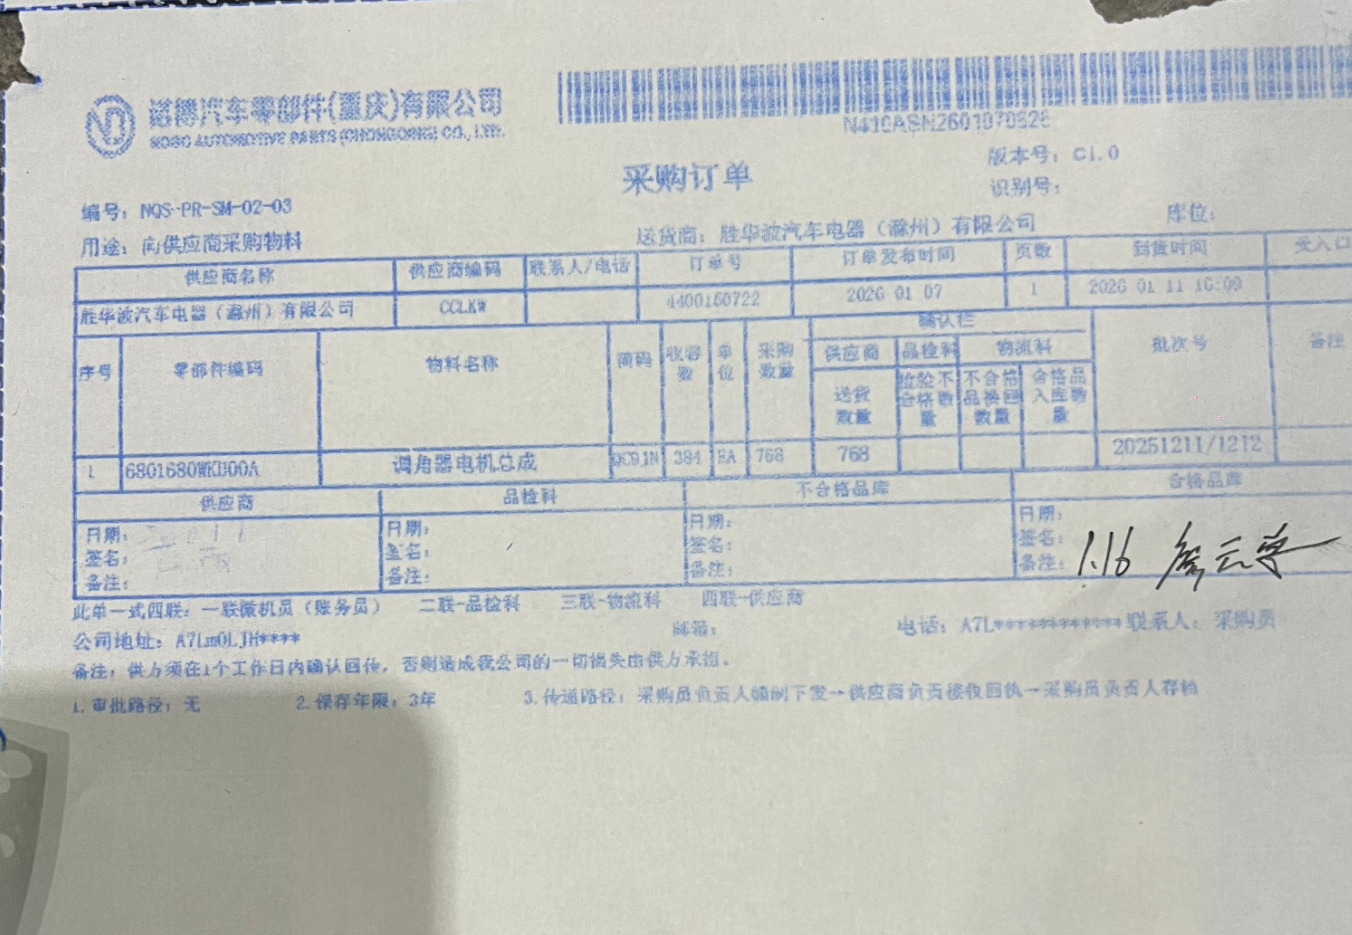 诺博汽车零部件(重庆)有限公司
NOBO AUTOMOTIVE PARTS (CHONGQING) CO., LTD.
N410ASN2601070526
采购订单
版本号：C1.0
识别号：
编号：NQS-PR-SM-02-03
用途：向供应商采购物料
送货商：胜华波汽车电器（滁州）有限公司
库位：
供应商名称 供应商编码 联系人/电话 订单号 订单发布时间 页数 到货时间 受入口
胜华波汽车电器（滁州）有限公司 CCLKW 4400160722 2026 01 07 1 2026 01 11 16:00
序号 零部件编码 物料名称 简码 收容数 单位 采购数量 确认栏 批次号 备注
供应商 品检科 物流科
送货数量 检验不合格数量 不合格品换回数量 合格品入库数量
1 6801680WKD00A 调角器电机总成 384 EA 768 768 20251211/1212
供应商 品检科 不合格品库 合格品库
日期： 日期： 日期： 日期：
签名： 签名： 签名： 签名：
备注： 备注： 备注： 备注： 1.16
此单一式四联：一联微机员（账务员） 二联-品检科 三联-物流科 四联-供应商
公司地址：A7Lm0LJH**** 邮箱： 电话：A7L************* 联系人：采购员
备注：供方须在1个工作日内确认回传，否则造成我公司的一切损失由供方承担。
1.审批路径：无 2.保存年限：3年 3.传递路径：采购员负责人编制下发→供应商负责接收回执→采购员负责人存档